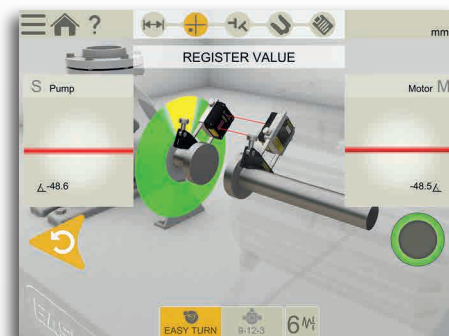 ?
mm
REGISTER VALUE
S Pump
Motor M
-48.6
-48.5
EASY TURN
9-12-3
6